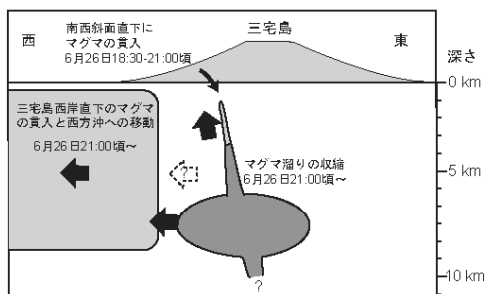 西
南西斜面直下に
マグマの貫入
6月26日18:30-21:00頃
三宅島
東
深さ
0 km
三宅島西岸直下のマグマ
の貫入と西方沖への移動
6月26日21:00頃~
?
マグマ溜りの収縮
6月26日21:00頃~
5 km
?
10 km